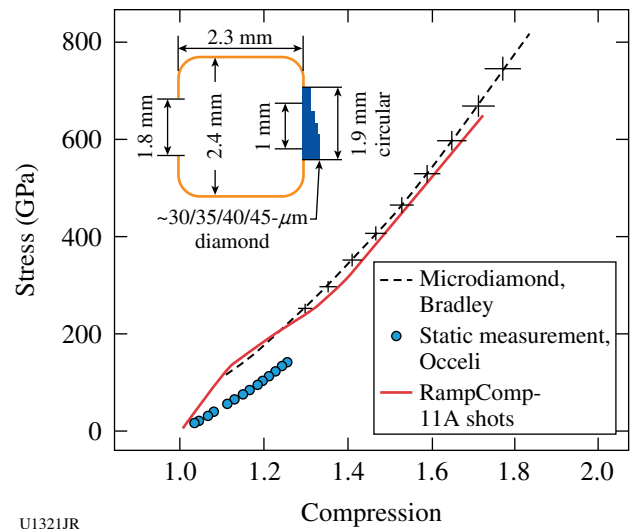 800
600
400
200
0
Stress (GPa)
2.3 mm
1.8 mm
2.4 mm
1 mm
1.9 mm
circular
~30/35/40/45-μm
diamond
Microdiamond,
Bradley
Static measurement,
Occeli
RampComp-
11A shots
1.0 1.2 1.4 1.6 1.8 2.0
Compression
U1321JR